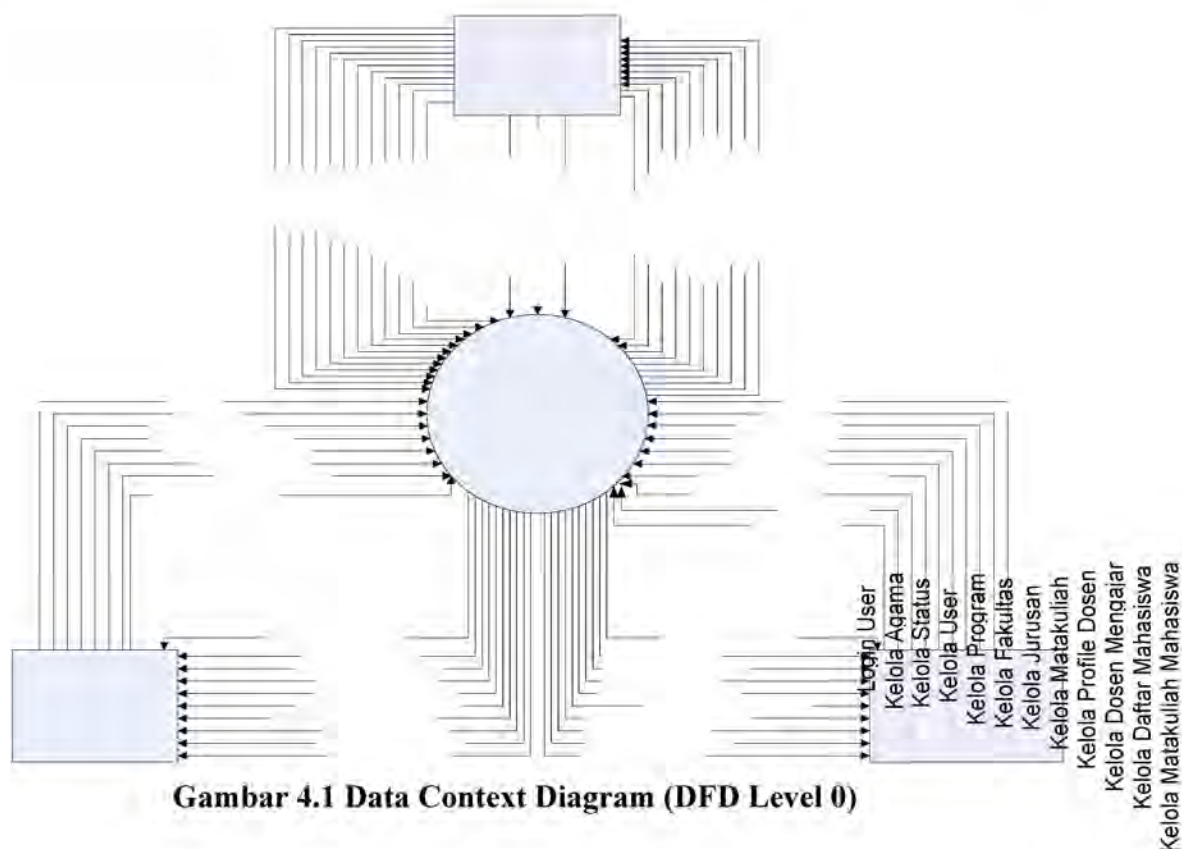 Login User
Kelola Agama
Kelola Status
Kelola User
Kelola Program
Kelola Fakultas
Kelola Jurusan
Kelola Matakuliah
Kelola Profile Dosen
Kelola Dosen Mengajar
Kelola Daftar Mahasiswa
Kelola Matakuliah Mahasiswa
Gambar 4.1 Data Context Diagram (DFD Level 0)